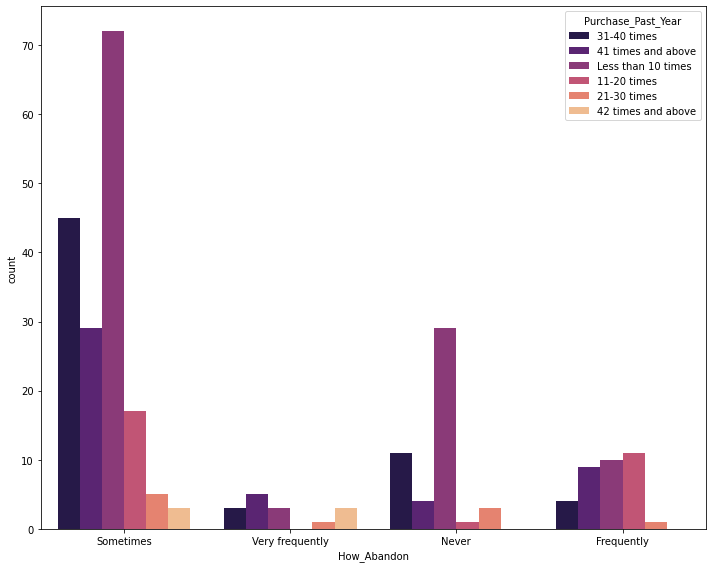 Purchase_Past_Year
31-40 times
41 times and above
Less than 10 times
11-20 times
21-30 times
42 times and above
70
60
50
40
30
20
10
0
count
Sometimes
Very frequently
Never
Frequently
How_Abandon